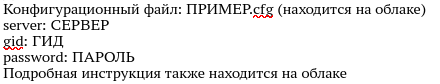 Конфигурационный файл: ПРИМЕР.cfg (находится на облаке)
server: СЕРВЕР
gid: ГИД
password: ПАРОЛЬ
Подробная инструкция также находится на облаке